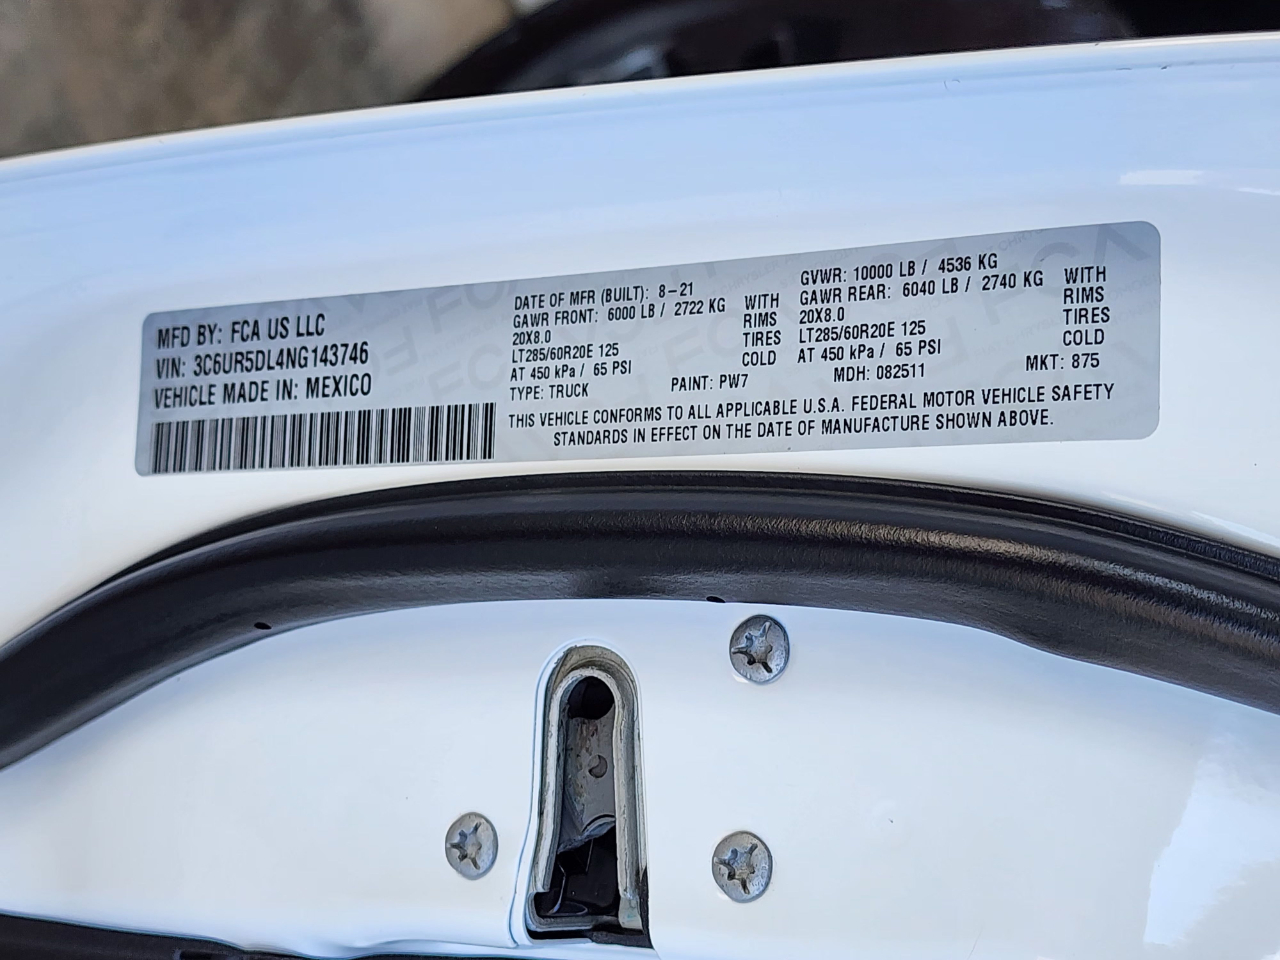 MFD BY: FCA US LLC
VIN: 3C6UR5DL4NG143746
VEHICLE MADE IN: MEXICO
DATE OF MFR (BUILT): 8-21
GAWR FRONT: 6000 LB / 2722 KG WITH
20X8.0 RIMS
LT285/60R20E 125 TIRES
AT 450 kPa / 65 PSI COLD
TYPE: TRUCK PAINT: PW7
GVWR: 10000 LB / 4536 KG
GAWR REAR: 6040 LB / 2740 KG WITH
20X8.0 RIMS
LT285/60R20E 125 TIRES
AT 450 kPa / 65 PSI COLD
MDH: 082511 MKT: 875
THIS VEHICLE CONFORMS TO ALL APPLICABLE U.S.A. FEDERAL MOTOR VEHICLE SAFETY
STANDARDS IN EFFECT ON THE DATE OF MANUFACTURE SHOWN ABOVE.